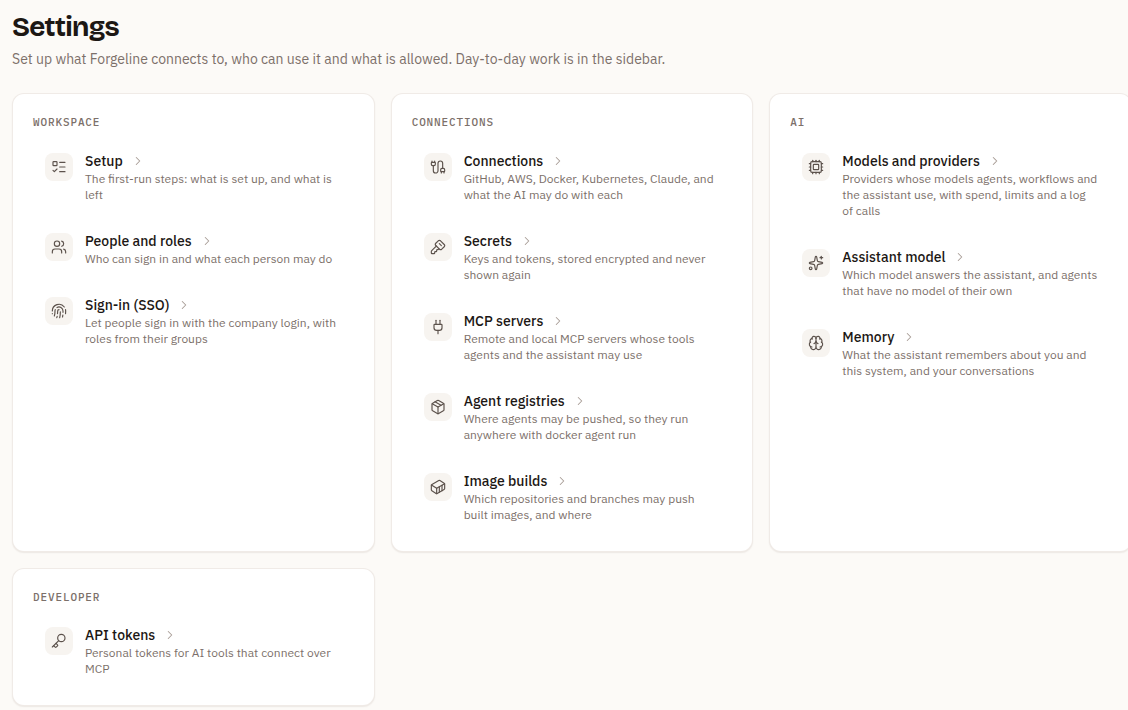 Settings
Set up what Forgeline connects to, who can use it and what is allowed. Day-to-day work is in the sidebar.
WORKSPACE
Setup
The first-run steps: what is set up, and what is
left
People and roles
Who can sign in and what each person may do
Sign-in (SSO)
Let people sign in with the company login, with
roles from their groups
CONNECTIONS
Connections
GitHub, AWS, Docker, Kubernetes, Claude, and
what the AI may do with each
Secrets
Keys and tokens, stored encrypted and never
shown again
MCP servers
Remote and local MCP servers whose tools
agents and the assistant may use
Agent registries
Where agents may be pushed, so they run
anywhere with docker agent run
Image builds
Which repositories and branches may push
built images, and where
AI
Models and providers
Providers whose models agents, workflows and
the assistant use, with spend, limits and a log
of calls
Assistant model
Which model answers the assistant, and agents
that have no model of their own
Memory
What the assistant remembers about you and
this system, and your conversations
DEVELOPER
API tokens
Personal tokens for AI tools that connect over
MCP